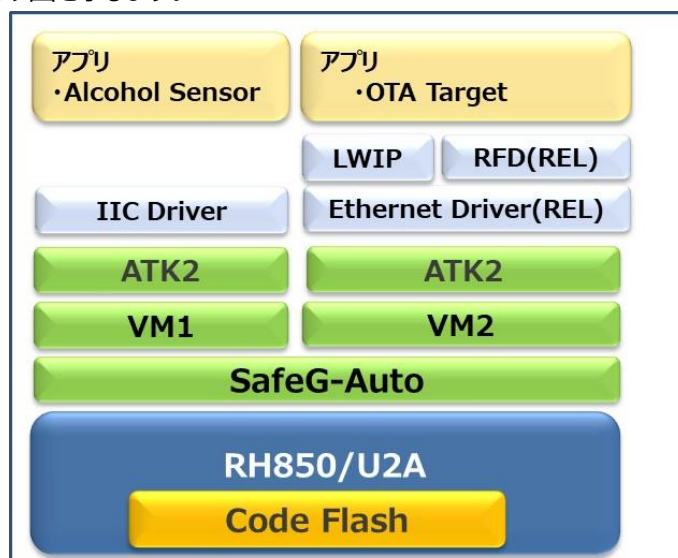 アプリ
・Alcohol Sensor
アプリ
・OTA Target
LWIP
RFD(REL)
IIC Driver
Ethernet Driver(REL)
ATK2
ATK2
VM1
VM2
SafeG-Auto
RH850/U2A
Code Flash